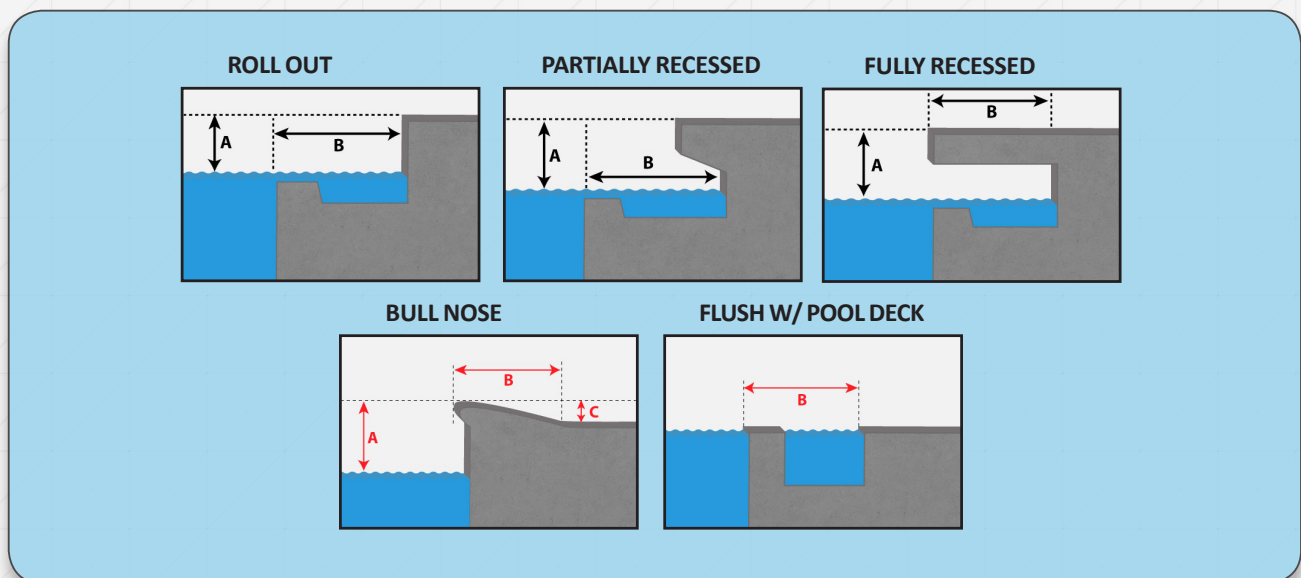 ROLL OUT
PARTIALLY RECESSED
FULLY RECESSED
A
B
A
B
B
A
BULL NOSE
FLUSH W/ POOL DECK
B
C
A
B